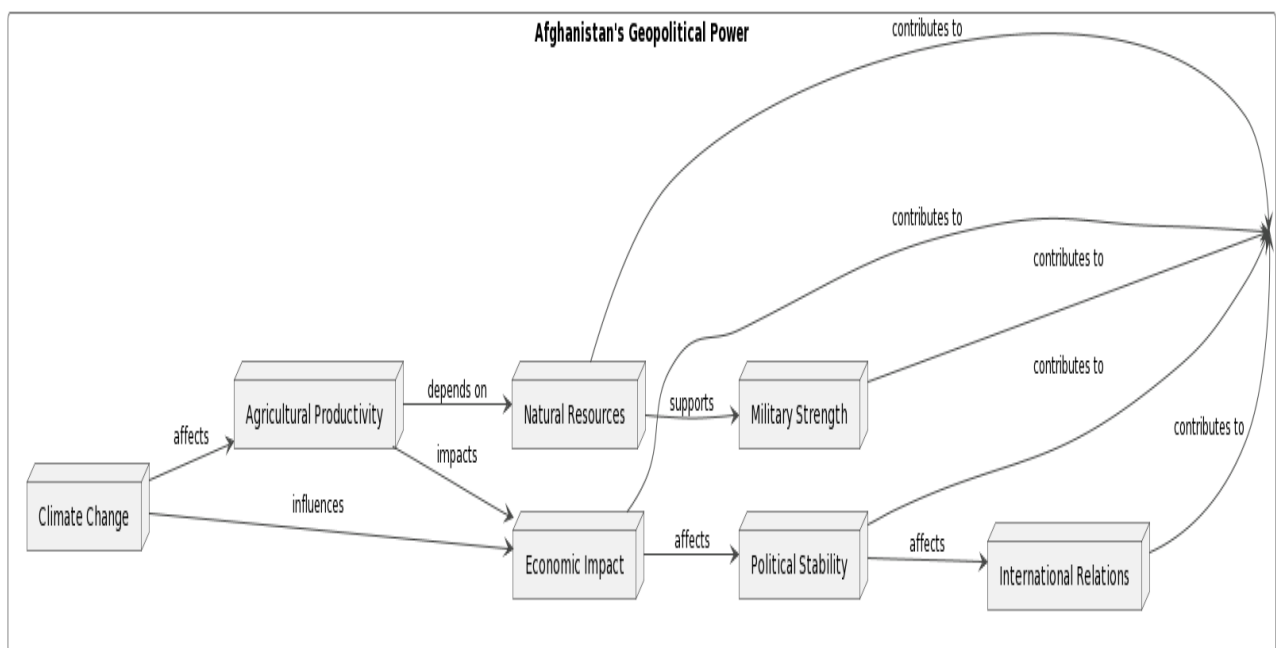 Afghanistan's Geopolitical Power
contributes to
contributes to
contributes to
contributes to
contributes to
depends on
Natural Resources
supports
Military Strength
Agricultural Productivity
affects
impacts
Climate Change
influences
Economic Impact
affects
Political Stability
affects
International Relations